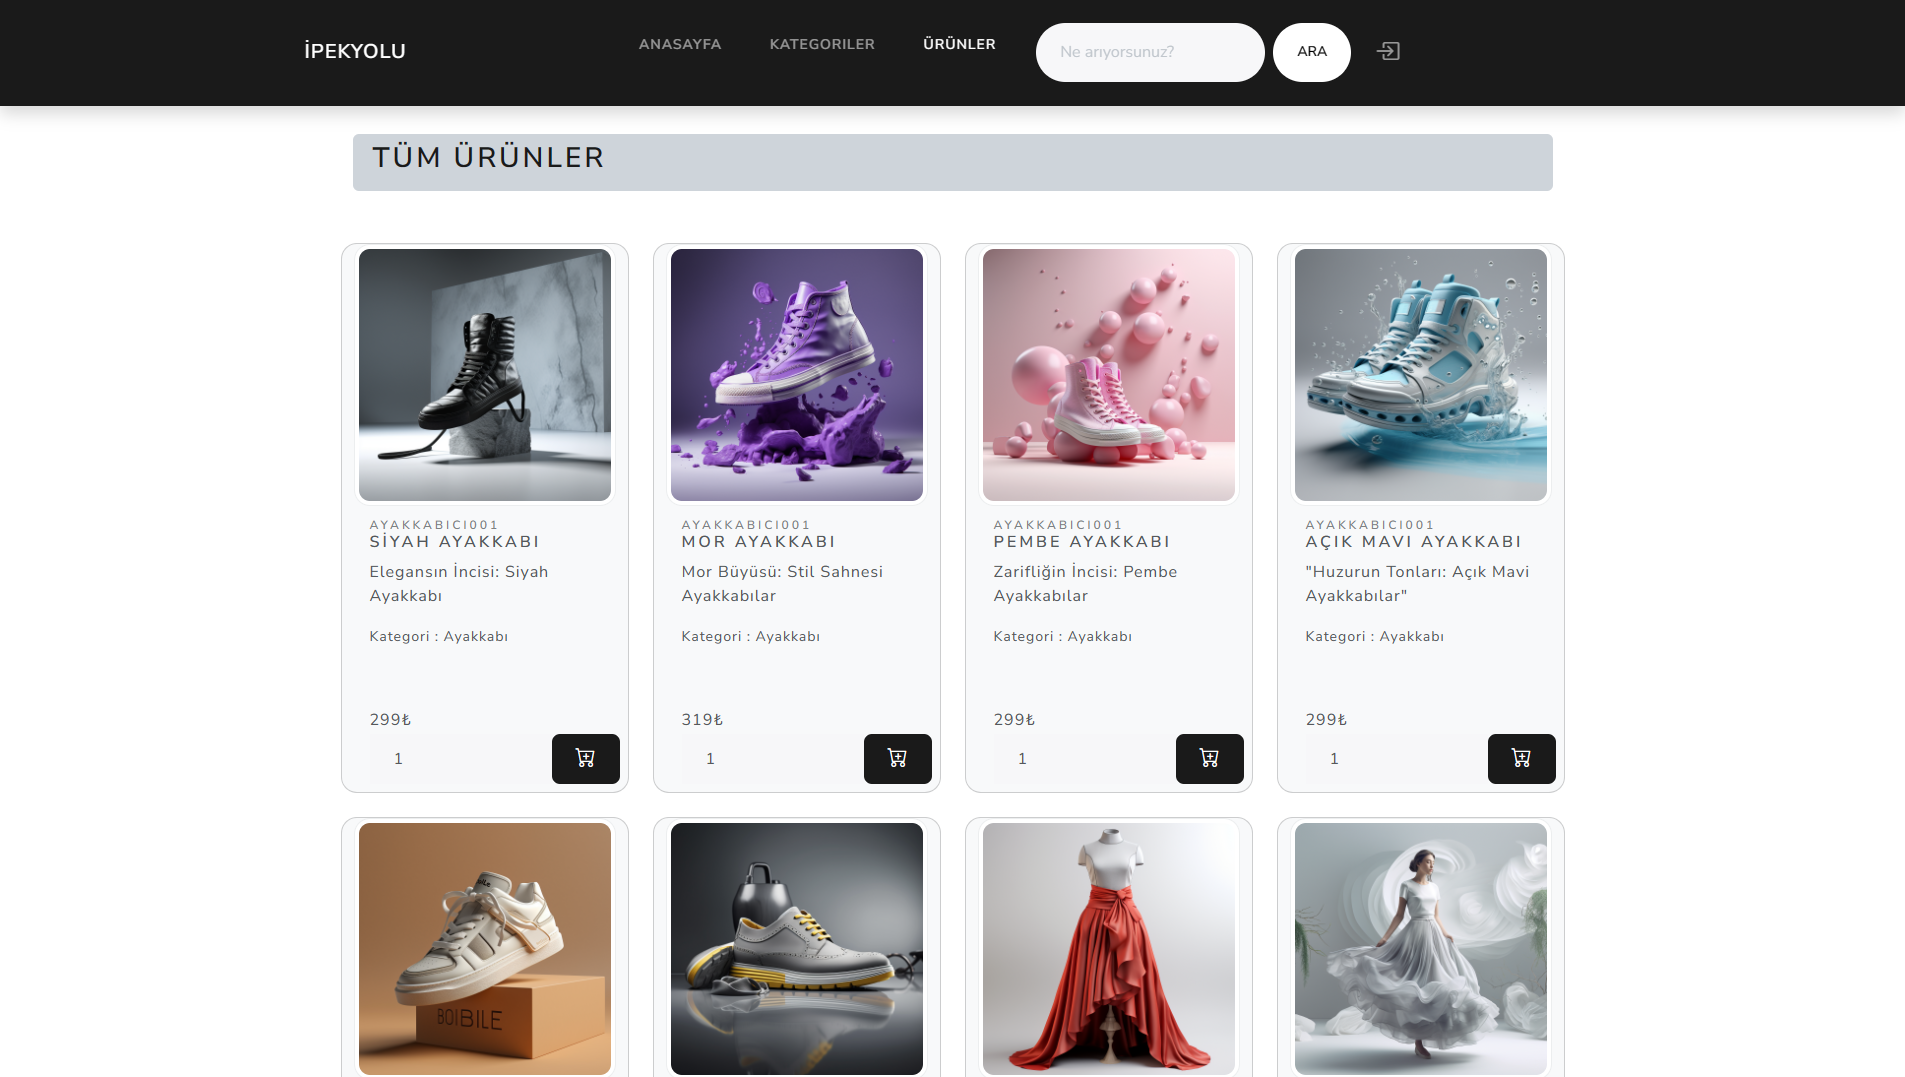 İPEKYOLU
ANASAYFA
KATEGORILER
ÜRÜNLER
Ne arıyorsunuz?
ARA
TÜM ÜRÜNLER
AYAKKABICI001
SİYAH AYAKKABI
Elegansın İncisi: Siyah
Ayakkabı
Kategori : Ayakkabı
299₺
1
AYAKKABICI001
MOR AYAKKABI
Mor Büyüsü: Stil Sahnesi
Ayakkabılar
Kategori : Ayakkabı
319₺
1
AYAKKABICI001
PEMBE AYAKKABI
Zarifliğin İncisi: Pembe
Ayakkabılar
Kategori : Ayakkabı
299₺
1
AYAKKABICI001
AÇIK MAVI AYAKKABI
"Huzurun Tonları: Açık Mavi
Ayakkabılar"
Kategori : Ayakkabı
299₺
1
BOIBILE